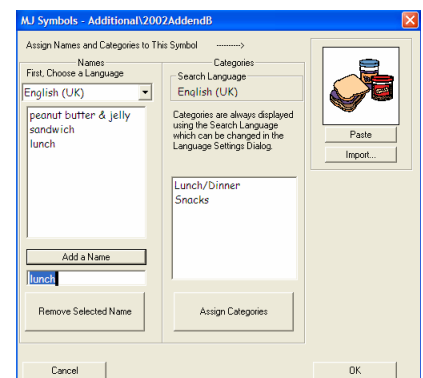 MJ Symbols - Additional\2002AddendB
Assign Names and Categories to This Symbol --------->
Names
First, Choose a Language
English (UK)
peanut butter & jelly
sandwich
lunch
Add a Name
lunch
Remove Selected Name
Categories
Search Language
English (UK)
Categories are always displayed
using the Search Language
which can be changed in the
Language Settings Dialog.
Lunch/Dinner
Snacks
Assign Categories
Paste
Import...
Cancel
OK